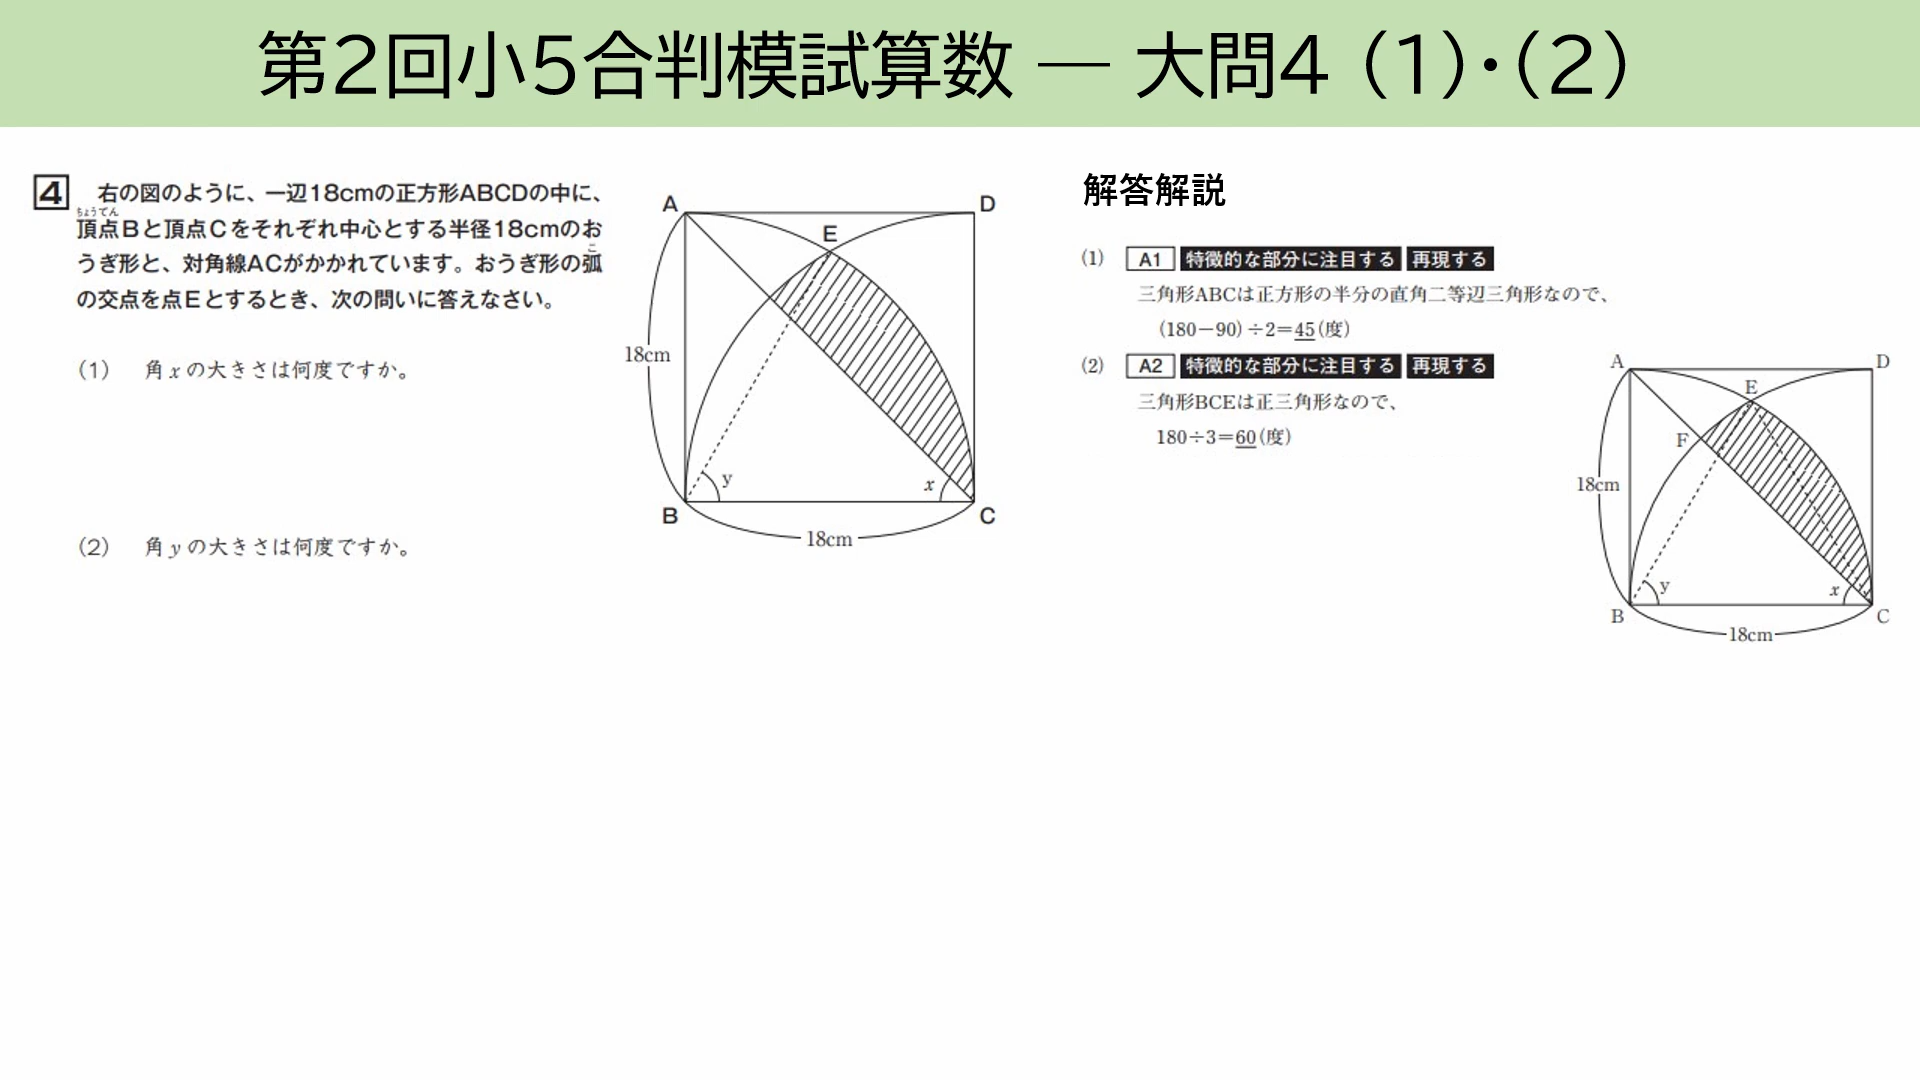 第2回小5合判模試算数 ― 大問4 (1)・(2)
4 右の図のように、一辺18cmの正方形ABCDの中に、
ちょうてん
頂点Bと頂点Cをそれぞれ中心とする半径18cmのお
こ
うぎ形と、対角線ACがかかれています。おうぎ形の弧
の交点を点Eとするとき、次の問いに答えなさい。
(1) 角xの大きさは何度ですか。
(2) 角yの大きさは何度ですか。
A
D
E
18cm
y
x
B
C
18cm
解答解説
(1) A1 特徴的な部分に注目する 再現する
三角形ABCは正方形の半分の直角二等辺三角形なので、
(180-90)÷2=45(度)
(2) A2 特徴的な部分に注目する 再現する
三角形BCEは正三角形なので、
180÷3=60(度)
A
D
E
F
18cm
y
x
B
C
18cm